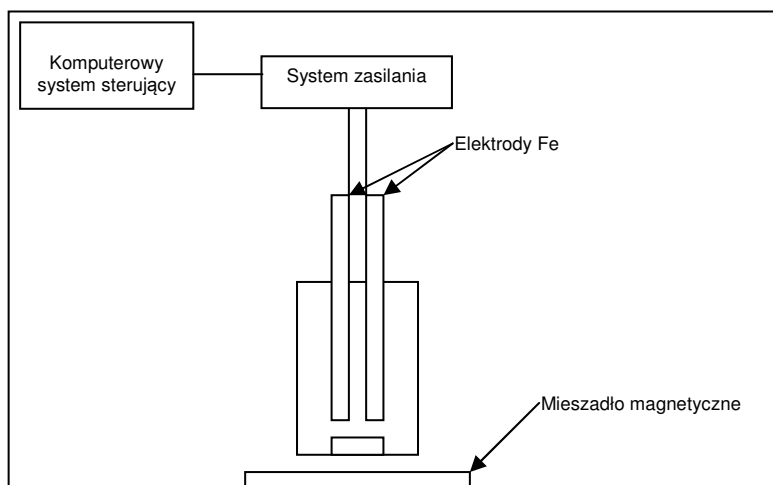 Komputerowy
system sterujący
System zasilania
Elektrody Fe
Mieszadło magnetyczne